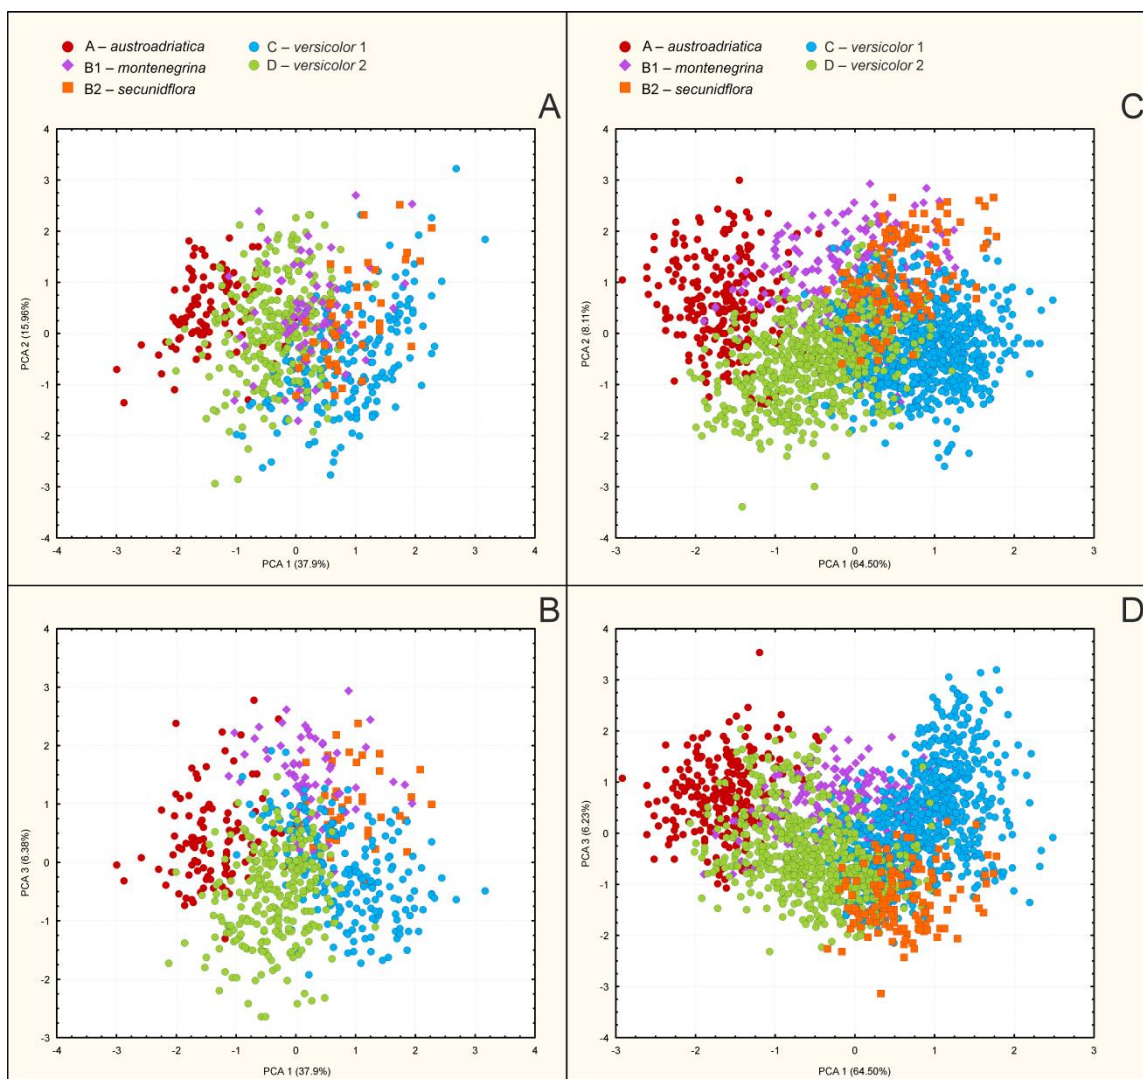 A – austroadriatica
C – versicolor 1
B1 – montenegrina
D – versicolor 2
B2 – secunidflora
A
4
3
2
1
0
-1
-2
-3
-4
PCA 2 (15.96%)
-4 -3 -2 -1 0 1 2 3 4
PCA 1 (37.9%)
A – austroadriatica
C – versicolor 1
B1 – montenegrina
D – versicolor 2
B2 – secunidflora
C
4
3
2
1
0
-1
-2
-3
-4
PCA 2 (8.11%)
-3 -2 -1 0 1 2 3
PCA 1 (64.50%)
B
4
3
2
1
0
-1
-2
-3
PCA 3 (6.38%)
-4 -3 -2 -1 0 1 2 3 4
PCA 1 (37.9%)
D
4
3
2
1
0
-1
-2
-3
-4
PCA 3 (6.23%)
-3 -2 -1 0 1 2 3
PCA 1 (64.50%)